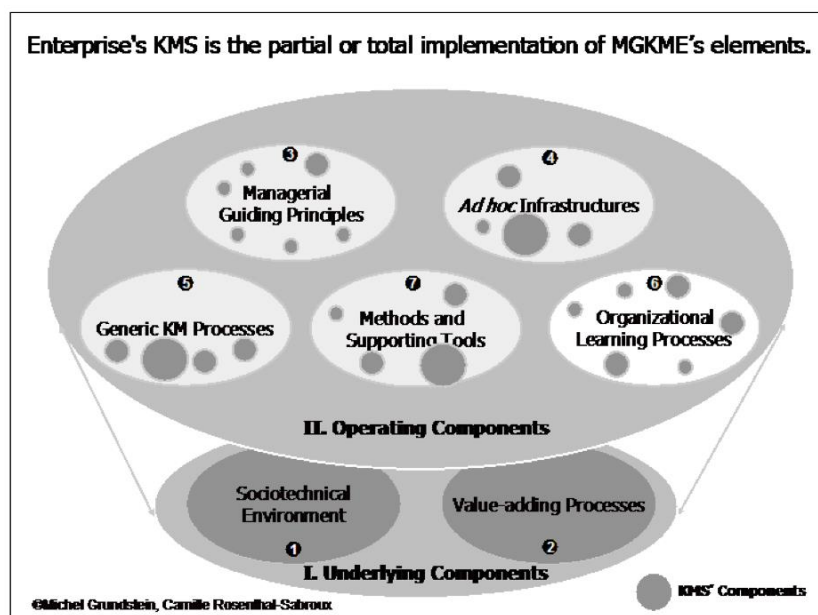 Enterprise's KMS is the partial or total implementation of MGKME's elements.
3
Managerial
Guiding Principles
4
Ad hoc Infrastructures
5
Generic KM Processes
7
Methods and
Supporting Tools
6
Organizational
Learning Processes
II. Operating Components
Sociotechnical
Environment
1
Value-adding Processes
2
I. Underlying Components
KMS' Components
©Michel Grundstein, Camille Rosenthal-Sabroux